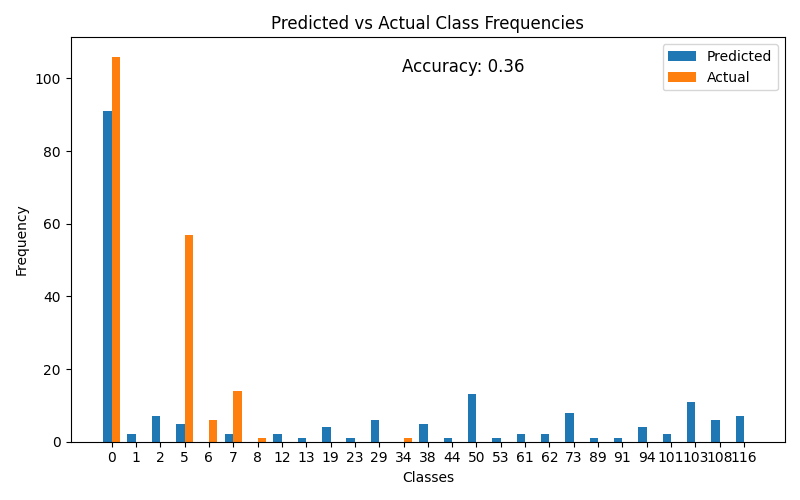 Predicted vs Actual Class Frequencies
Accuracy: 0.36
Predicted
Actual
Frequency
100
80
60
40
20
0
0 1 2 5 6 7 8 12 13 19 23 29 34 38 44 50 53 61 62 73 89 91 94 101 103 108 116
Classes